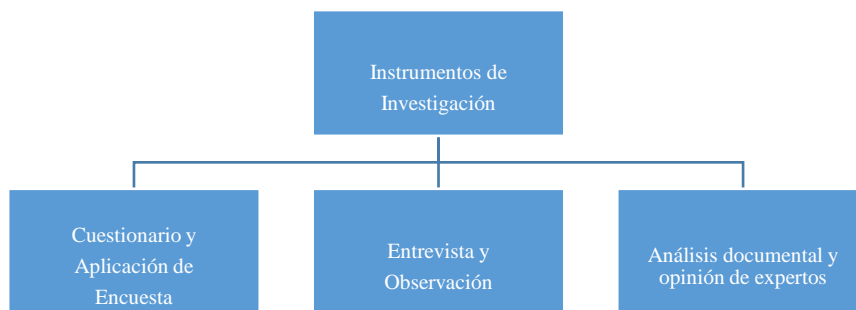 Instrumentos de
Investigación
Cuestionario y
Aplicación de
Encuesta
Entrevista y
Observación
Análisis documental y
opinión de expertos